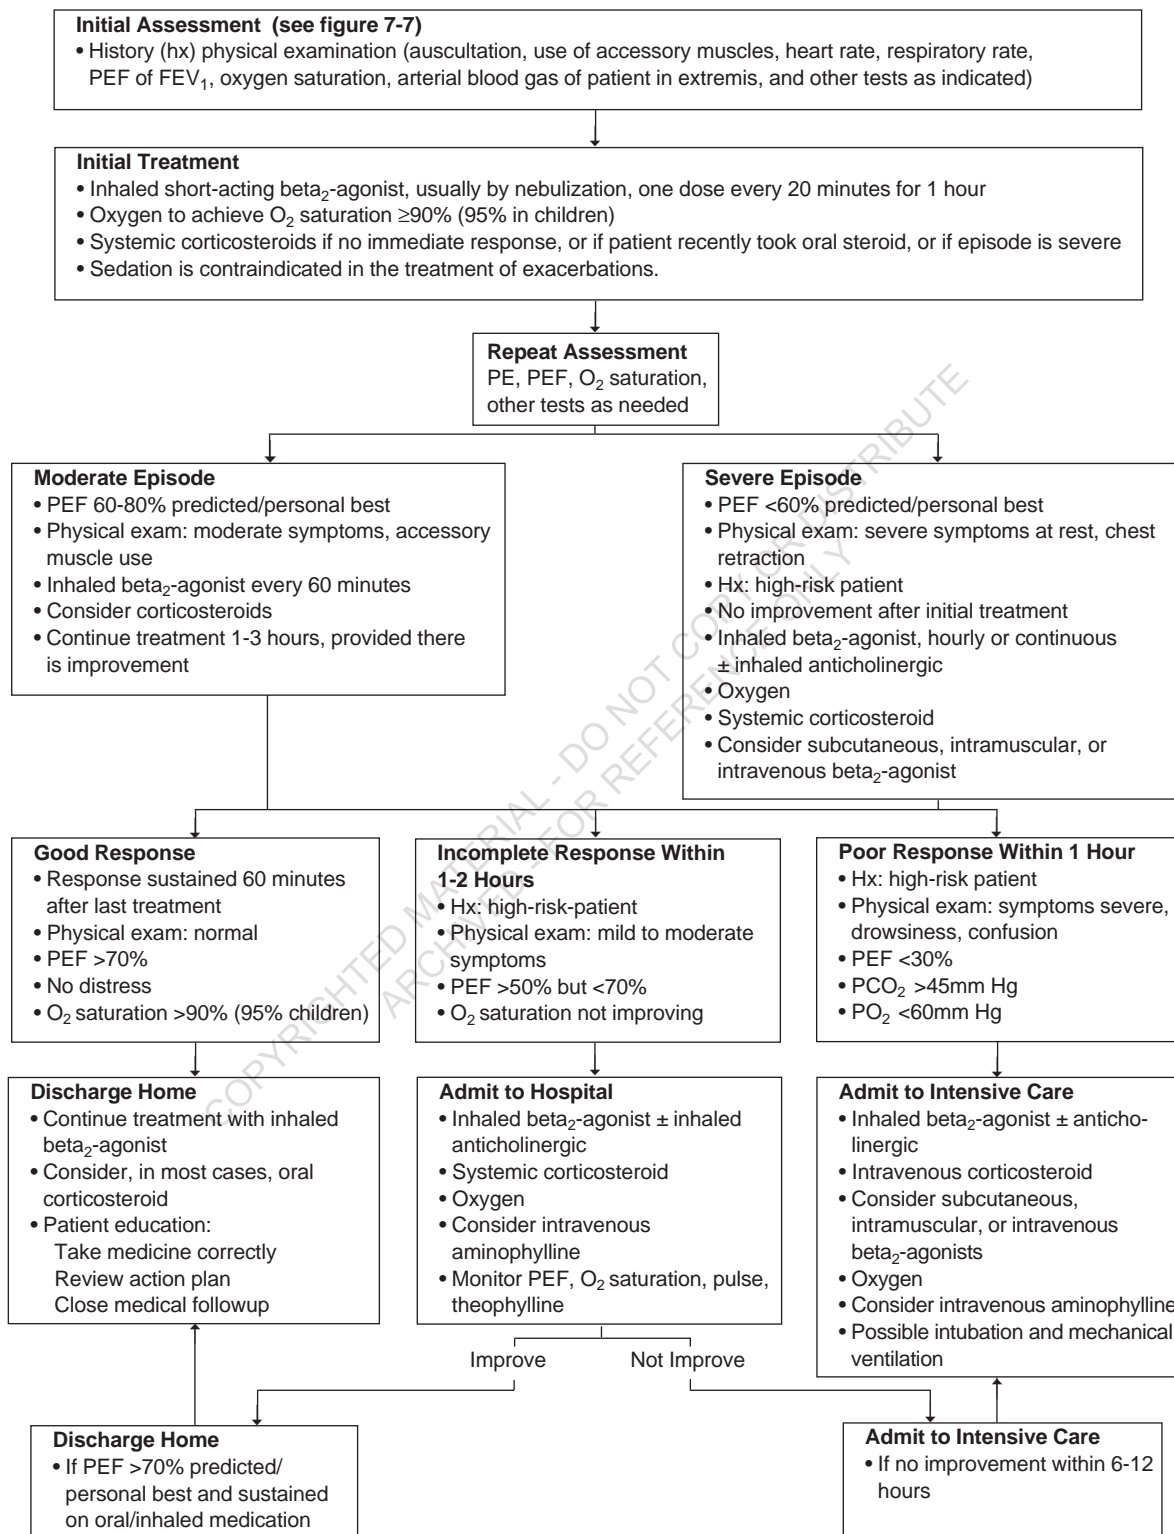 Initial Assessment (see figure 7-7)
• History (hx) physical examination (auscultation, use of accessory muscles, heart rate, respiratory rate,
PEF of FEV₁, oxygen saturation, arterial blood gas of patient in extremis, and other tests as indicated)
Initial Treatment
• Inhaled short-acting beta₂-agonist, usually by nebulization, one dose every 20 minutes for 1 hour
• Oxygen to achieve O₂ saturation ≥90% (95% in children)
• Systemic corticosteroids if no immediate response, or if patient recently took oral steroid, or if episode is severe
• Sedation is contraindicated in the treatment of exacerbations.
Repeat Assessment
PE, PEF, O₂ saturation,
other tests as needed
Moderate Episode
• PEF 60-80% predicted/personal best
• Physical exam: moderate symptoms, accessory
muscle use
• Inhaled beta₂-agonist every 60 minutes
• Consider corticosteroids
• Continue treatment 1-3 hours, provided there
is improvement
Severe Episode
• PEF <60% predicted/personal best
• Physical exam: severe symptoms at rest, chest
retraction
• Hx: high-risk patient
• No improvement after initial treatment
• Inhaled beta₂-agonist, hourly or continuous
± inhaled anticholinergic
• Oxygen
• Systemic corticosteroid
• Consider subcutaneous, intramuscular, or
intravenous beta₂-agonist
Good Response
• Response sustained 60 minutes
after last treatment
• Physical exam: normal
• PEF >70%
• No distress
• O₂ saturation >90% (95% children)
Incomplete Response Within
1-2 Hours
• Hx: high-risk-patient
• Physical exam: mild to moderate
symptoms
• PEF >50% but <70%
• O₂ saturation not improving
Poor Response Within 1 Hour
• Hx: high-risk patient
• Physical exam: symptoms severe,
drowsiness, confusion
• PEF <30%
• PCO₂ >45mm Hg
• PO₂ <60mm Hg
Discharge Home
• Continue treatment with inhaled
beta₂-agonist
• Consider, in most cases, oral
corticosteroid
• Patient education:
Take medicine correctly
Review action plan
Close medical followup
Admit to Hospital
• Inhaled beta₂-agonist ± inhaled
anticholinergic
• Systemic corticosteroid
• Oxygen
• Consider intravenous
aminophylline
• Monitor PEF, O₂ saturation, pulse,
theophylline
Admit to Intensive Care
• Inhaled beta₂-agonist ± anticho-
linergic
• Intravenous corticosteroid
• Consider subcutaneous,
intramuscular, or intravenous
beta₂-agonists
• Oxygen
• Consider intravenous aminophylline
• Possible intubation and mechanical
ventilation
Improve
Not Improve
Discharge Home
• If PEF >70% predicted/
personal best and sustained
on oral/inhaled medication
Admit to Intensive Care
• If no improvement within 6-12
hours
COPYRIGHTED MATERIAL - DO NOT COPY OR DISTRIBUTE
ARCHIVED - FOR REFERENCE ONLY